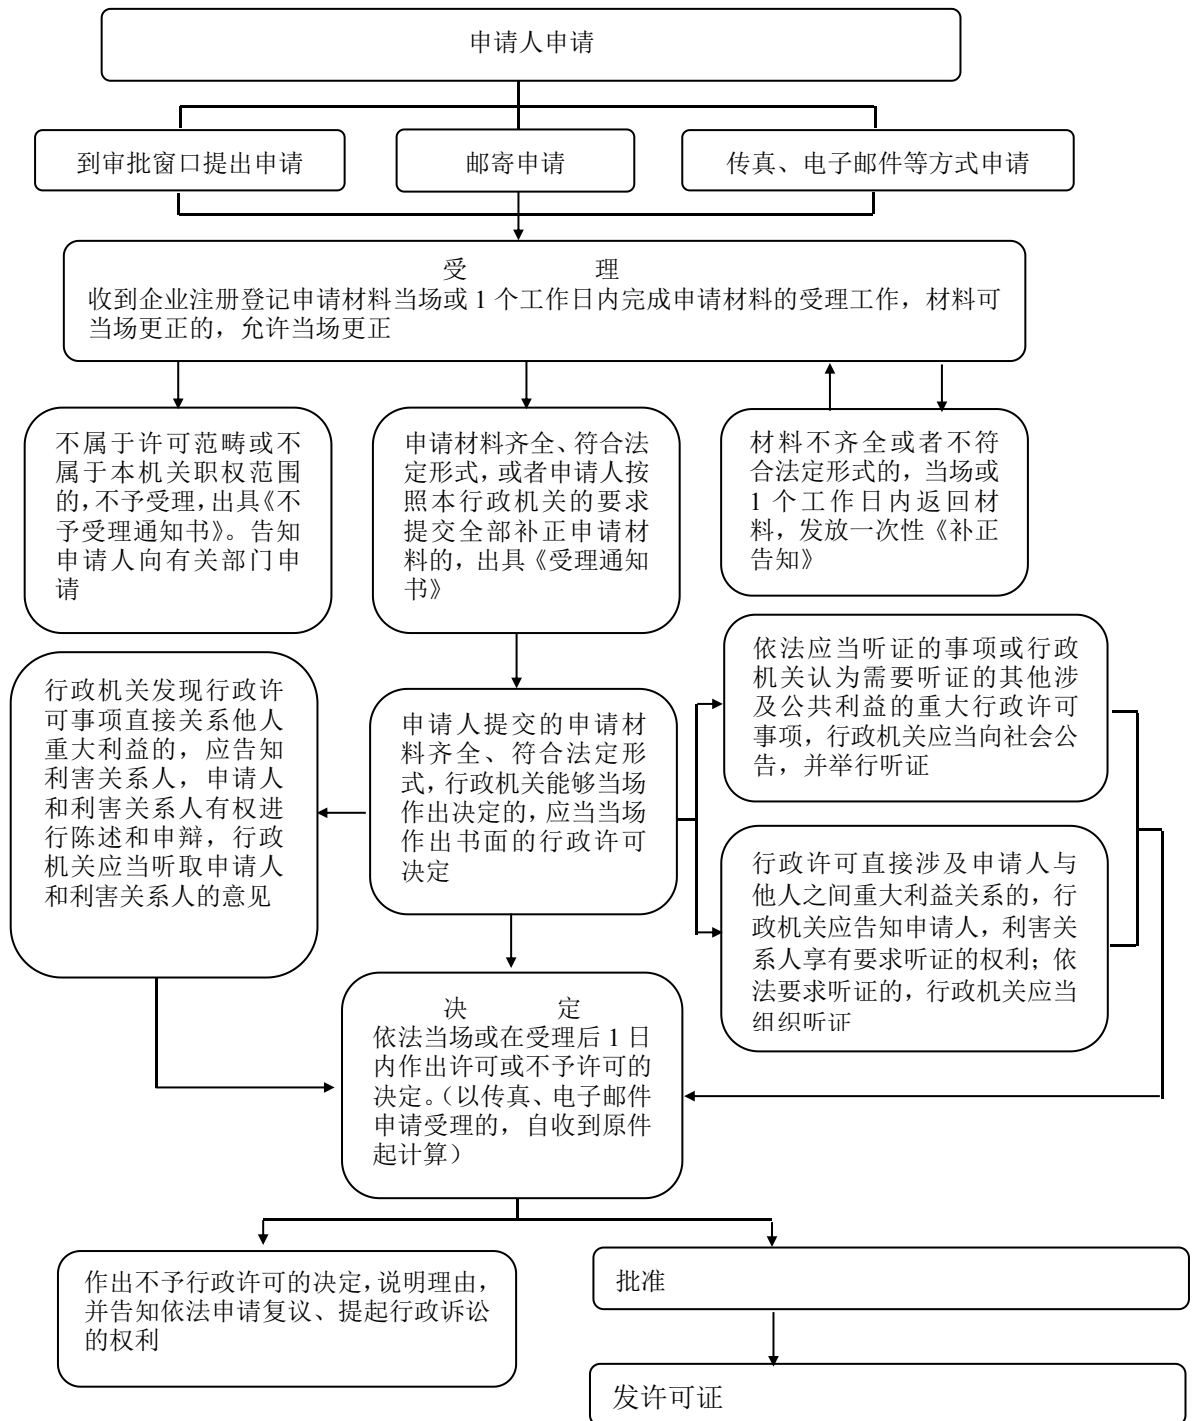 申请人申请
到审批窗口提出申请
邮寄申请
传真、电子邮件等方式申请
受 理
收到企业注册登记申请材料当场或 1 个工作日内完成申请材料的受理工作，材料可
当场更正的，允许当场更正
不属于许可范畴或不
属于本机关职权范围
的，不予受理，出具《不
予受理通知书》。告知
申请人向有关部门申
请
申请材料齐全、符合法
定形式，或者申请人按
照本行政机关的要求
提交全部补正申请材
料的，出具《受理通知
书》
材料不齐全或者不符
合法定形式的，当场或
1 个工作日内返回材
料，发放一次性《补正
告知》
行政机关发现行政许
可事项直接关系他人
重大利益的，应告知
利害关系人，申请人
和利害关系人有权进
行陈述和申辩，行政
机关应当听取申请人
和利害关系人的意见
申请人提交的申请材
料齐全、符合法定形
式，行政机关能够当场
作出决定的，应当当场
作出书面的行政许可
决定
依法应当听证的事项或行政
机关认为需要听证的其他涉
及公共利益的重大行政许可
事项，行政机关应当向社会公
告，并举行听证
行政许可直接涉及申请人与
他人之间重大利益关系的，行
政机关应告知申请人，利害关
系人享有要求听证的权利；依
法要求听证的，行政机关应当
组织听证
决 定
依法当场或在受理后 1 日
内作出许可或不予许可的
决定。（以传真、电子邮件
申请受理的，自收到原件
起计算）
作出不予行政许可的决定，说明理由，
并告知依法申请复议、提起行政诉讼
的权利
批准
发许可证